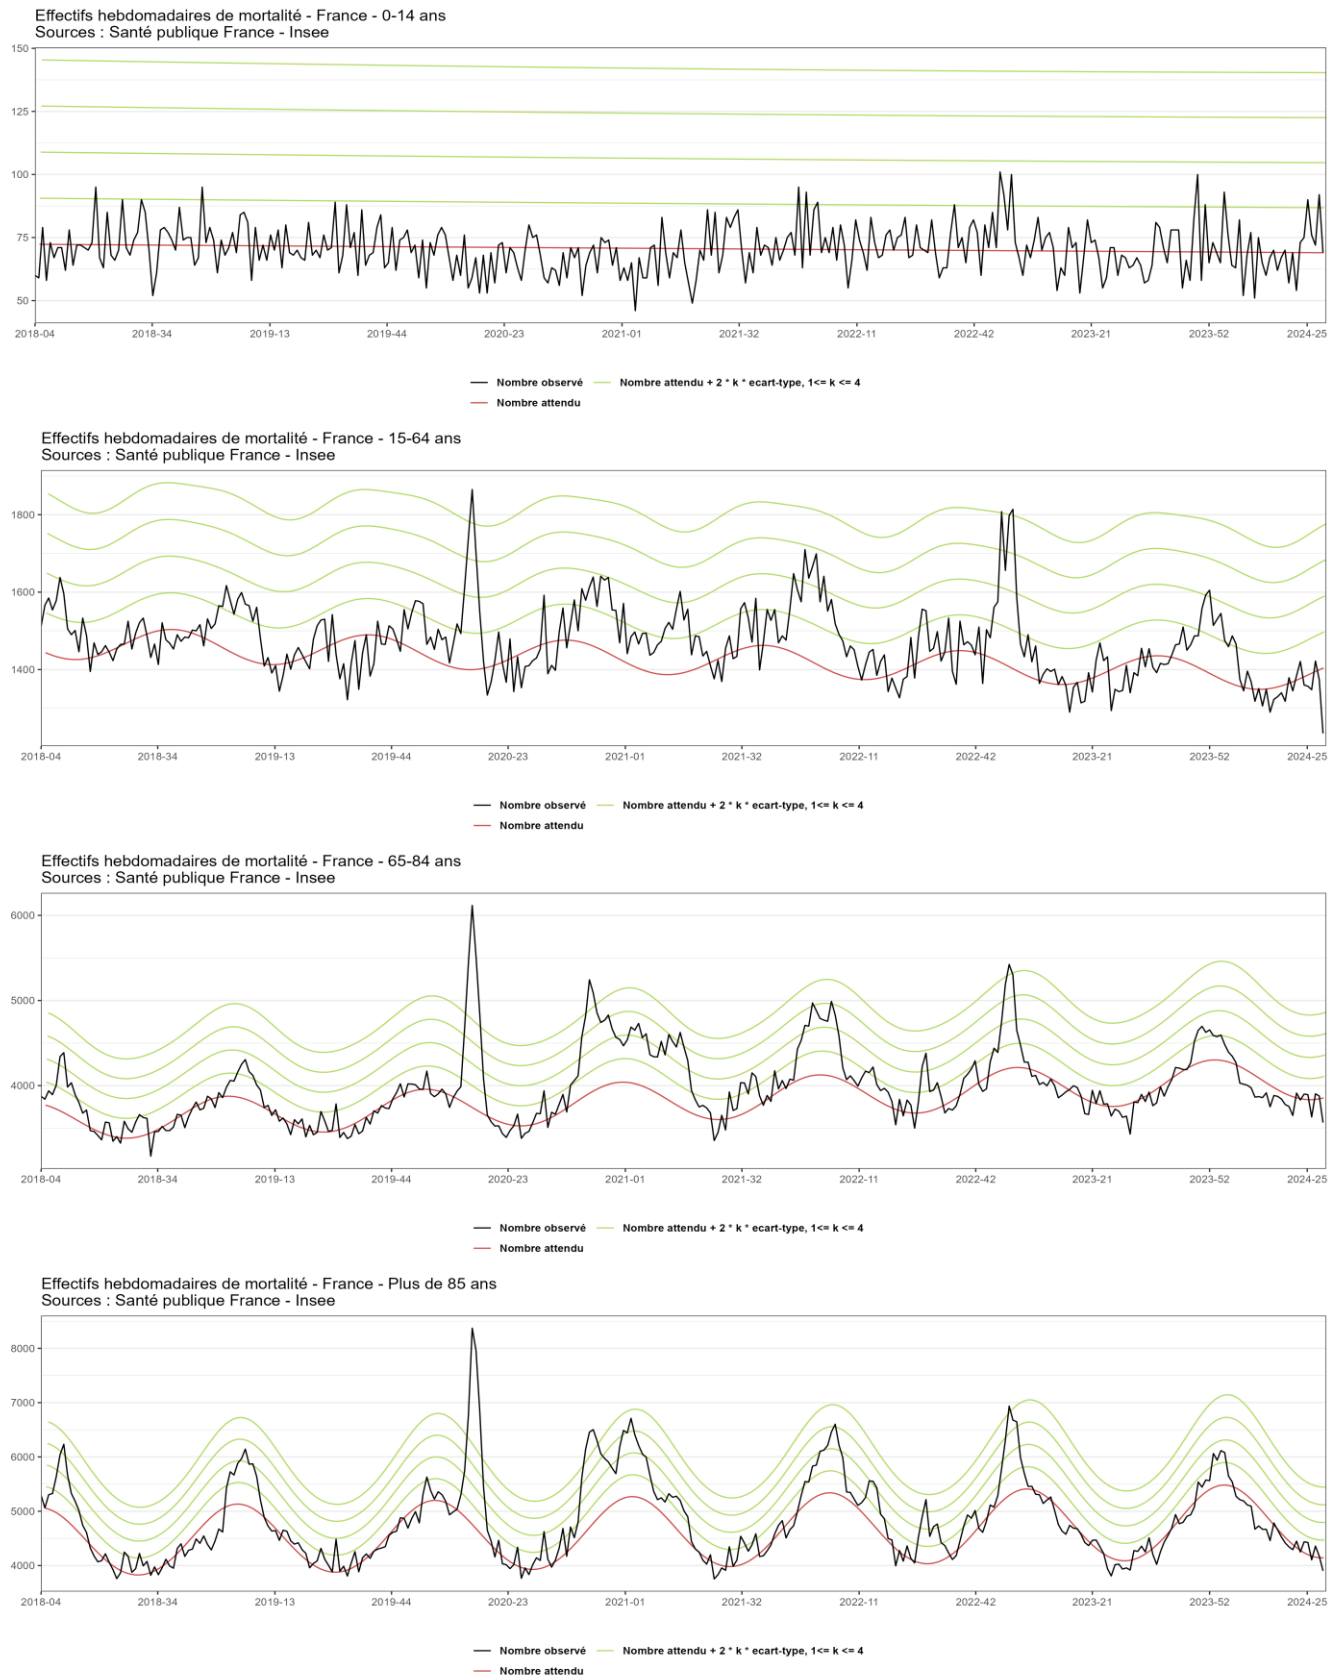 Effectifs hebdomadaires de mortalité - France - 0-14 ans
Sources : Santé publique France - Insee
150
125
100
75
50
2018-04 2018-34 2019-13 2019-44 2020-23 2021-01 2021-32 2022-11 2022-42 2023-21 2023-52 2024-25
Nombre observé Nombre attendu + 2 * k * ecart-type, 1<= k <= 4
Nombre attendu
Effectifs hebdomadaires de mortalité - France - 15-64 ans
Sources : Santé publique France - Insee
1800
1600
1400
2018-04 2018-34 2019-13 2019-44 2020-23 2021-01 2021-32 2022-11 2022-42 2023-21 2023-52 2024-25
Nombre observé Nombre attendu + 2 * k * ecart-type, 1<= k <= 4
Nombre attendu
Effectifs hebdomadaires de mortalité - France - 65-84 ans
Sources : Santé publique France - Insee
6000
5000
4000
2018-04 2018-34 2019-13 2019-44 2020-23 2021-01 2021-32 2022-11 2022-42 2023-21 2023-52 2024-25
Nombre observé Nombre attendu + 2 * k * ecart-type, 1<= k <= 4
Nombre attendu
Effectifs hebdomadaires de mortalité - France - Plus de 85 ans
Sources : Santé publique France - Insee
8000
7000
6000
5000
4000
2018-04 2018-34 2019-13 2019-44 2020-23 2021-01 2021-32 2022-11 2022-42 2023-21 2023-52 2024-25
Nombre observé Nombre attendu + 2 * k * ecart-type, 1<= k <= 4
Nombre attendu